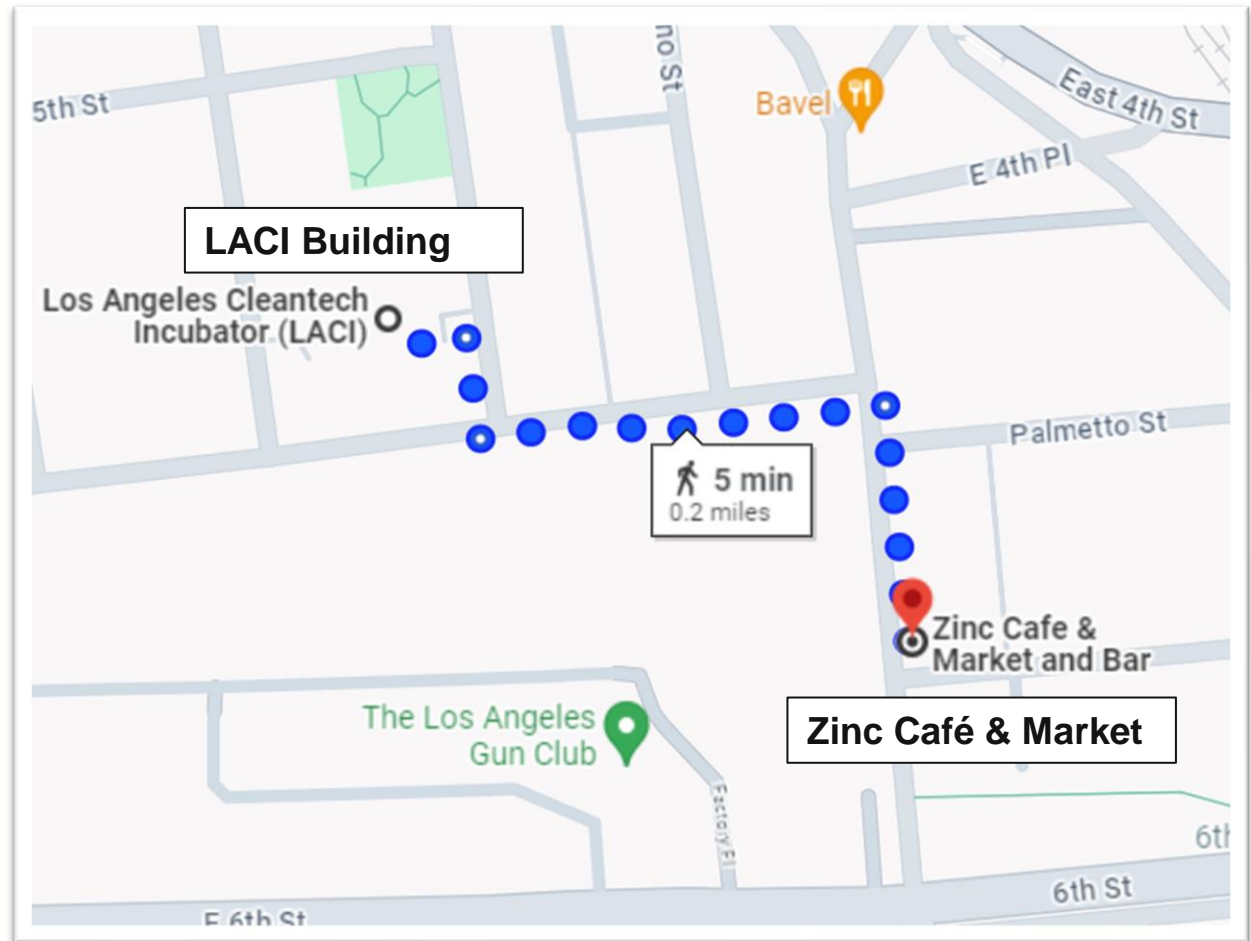 no St
East 4th St
Bavel
5th St
E 4th Pl
LACI Building
Los Angeles Cleantech
Incubator (LACI)
Palmetto St
5 min
0.2 miles
Zinc Cafe &
Market and Bar
The Los Angeles
Gun Club
Zinc Café & Market
Factory Pl
6th
6th St
E 6th St